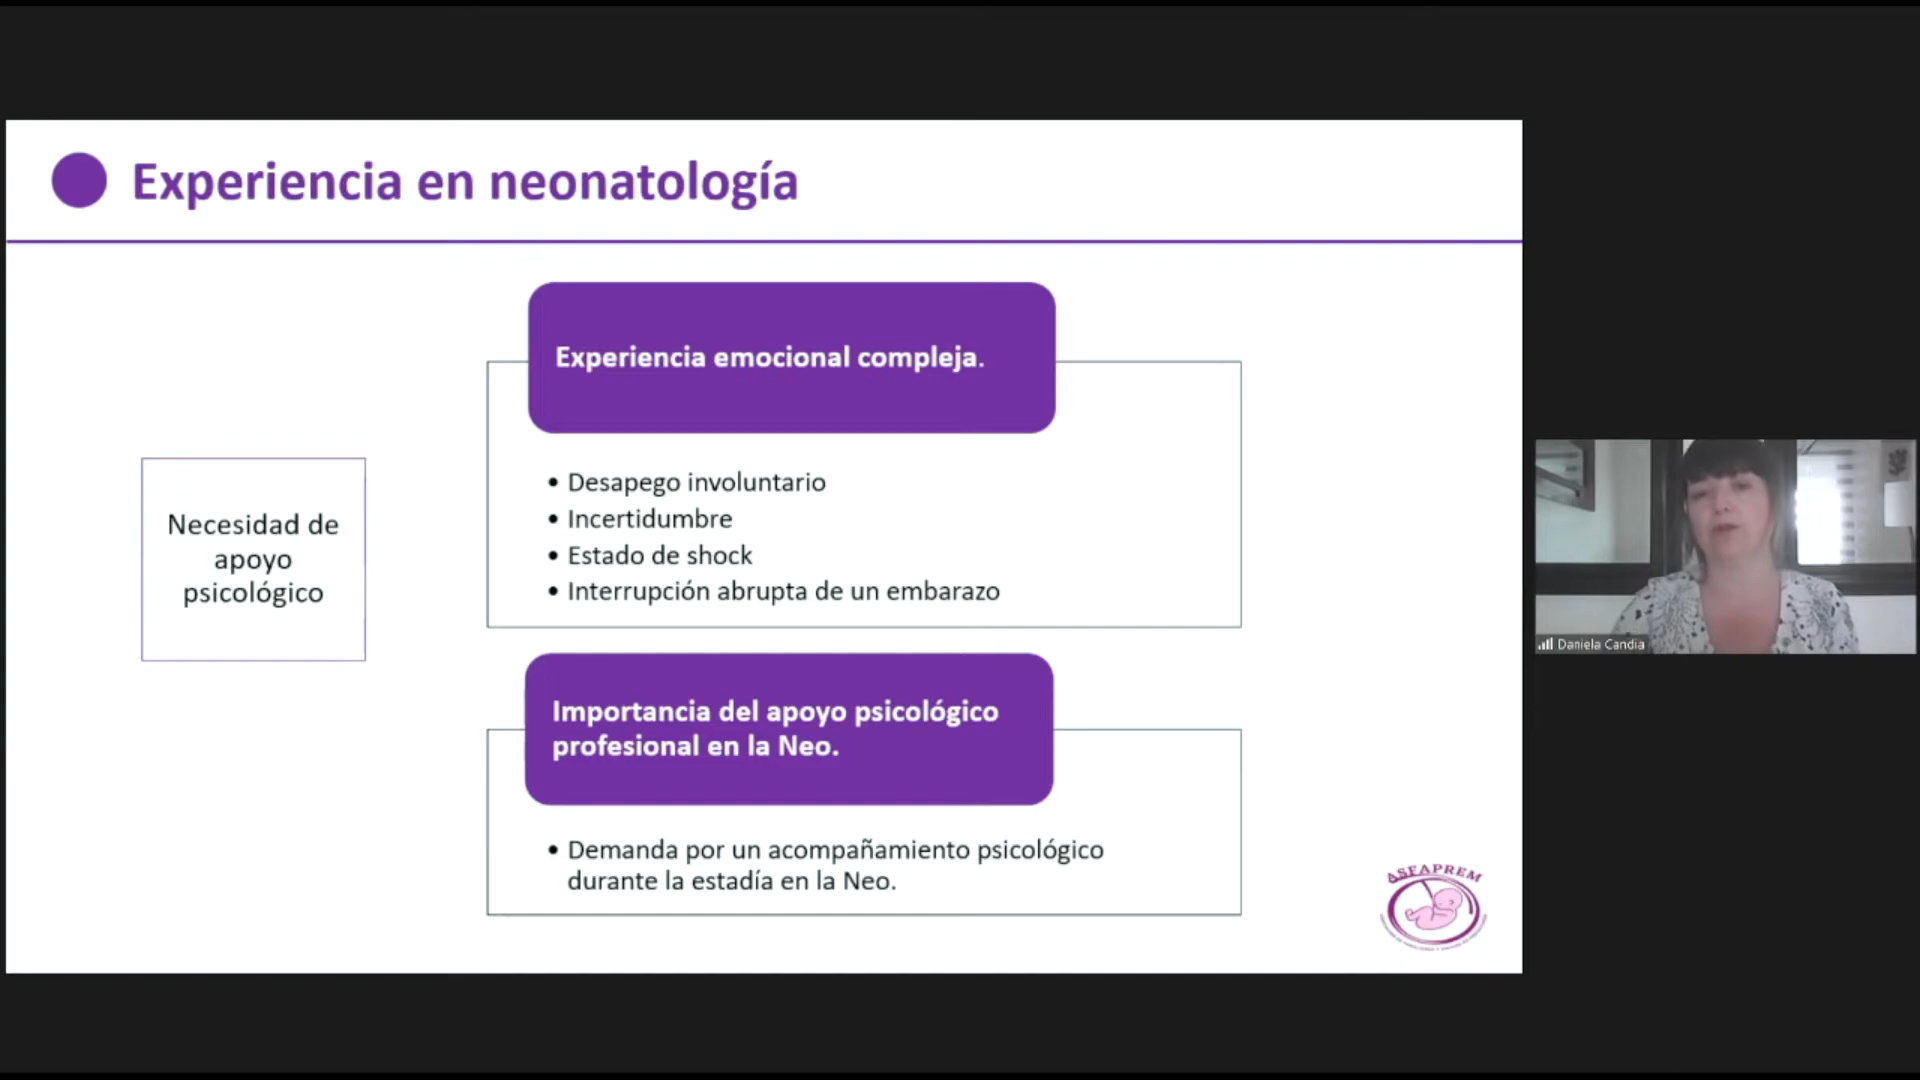 Experiencia en neonatología
Necesidad de
apoyo
psicológico
Experiencia emocional compleja.
• Desapego involuntario
• Incertidumbre
• Estado de shock
• Interrupción abrupta de un embarazo
Importancia del apoyo psicológico
profesional en la Neo.
• Demanda por un acompañamiento psicológico
durante la estadía en la Neo.
ASFAPREM
Daniela Candia